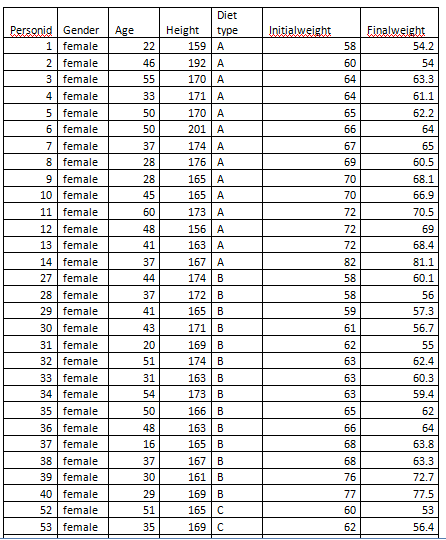 Personid Gender Age Height Diet type Initialweight Finalweight
1 female 22 159 A 58 54.2
2 female 46 192 A 60 54
3 female 55 170 A 64 63.3
4 female 33 171 A 64 61.1
5 female 50 170 A 65 62.2
6 female 50 201 A 66 64
7 female 37 174 A 67 65
8 female 28 176 A 69 60.5
9 female 28 165 A 70 68.1
10 female 45 165 A 70 66.9
11 female 60 173 A 72 70.5
12 female 48 156 A 72 69
13 female 41 163 A 72 68.4
14 female 37 167 A 82 81.1
27 female 44 174 B 58 60.1
28 female 37 172 B 58 56
29 female 41 165 B 59 57.3
30 female 43 171 B 61 56.7
31 female 20 169 B 62 55
32 female 51 174 B 63 62.4
33 female 31 163 B 63 60.3
34 female 54 173 B 63 59.4
35 female 50 166 B 65 62
36 female 48 163 B 66 64
37 female 16 165 B 68 63.8
38 female 37 167 B 68 63.3
39 female 30 161 B 76 72.7
40 female 29 169 B 77 77.5
52 female 51 165 C 60 53
53 female 35 169 C 62 56.4